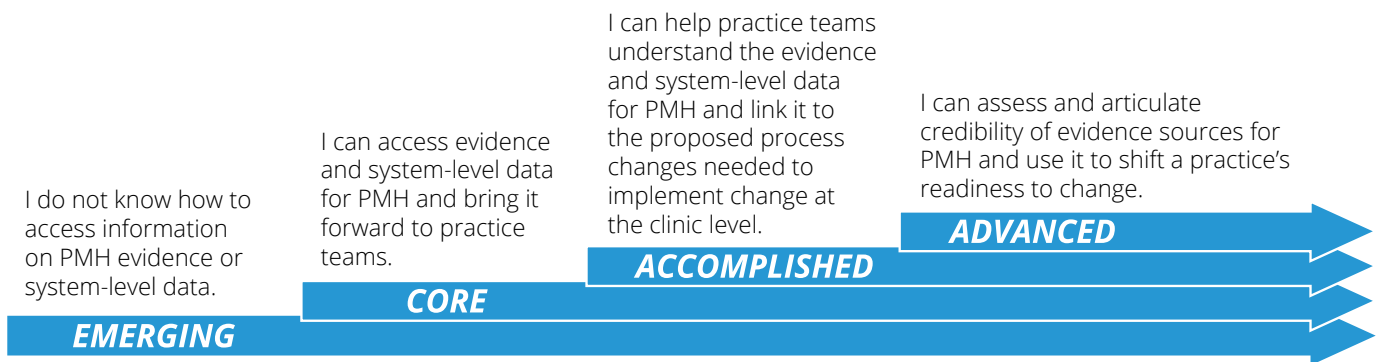 I do not know how to
access information
on PMH evidence or
system-level data.
EMERGING
I can access evidence
and system-level data
for PMH and bring it
forward to practice
teams.
CORE
I can help practice teams
understand the evidence
and system-level data
for PMH and link it to
the proposed process
changes needed to
implement change at
the clinic level.
ACCOMPLISHED
I can assess and articulate
credibility of evidence sources for
PMH and use it to shift a practice’s
readiness to change.
ADVANCED